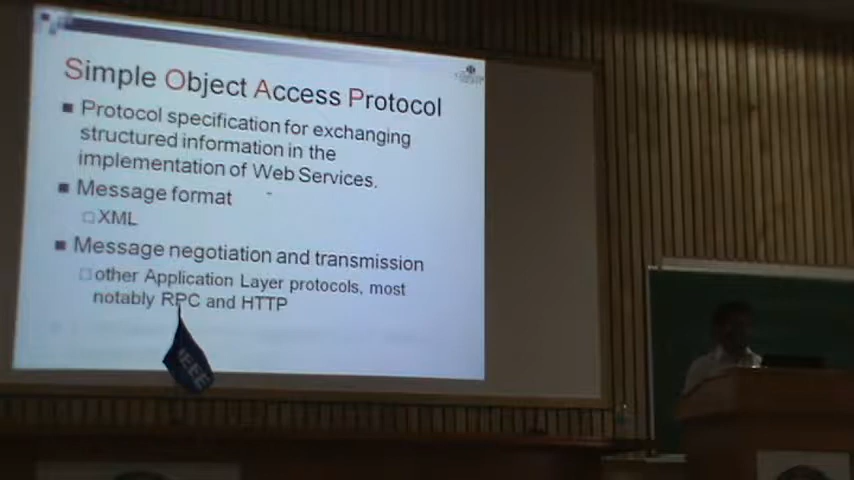 Simple Object Access Protocol
Protocol specification for exchanging
structured information in the
implementation of Web Services.
Message format
XML
Message negotiation and transmission
other Application Layer protocols, most
notably RPC and HTTP
IEEE